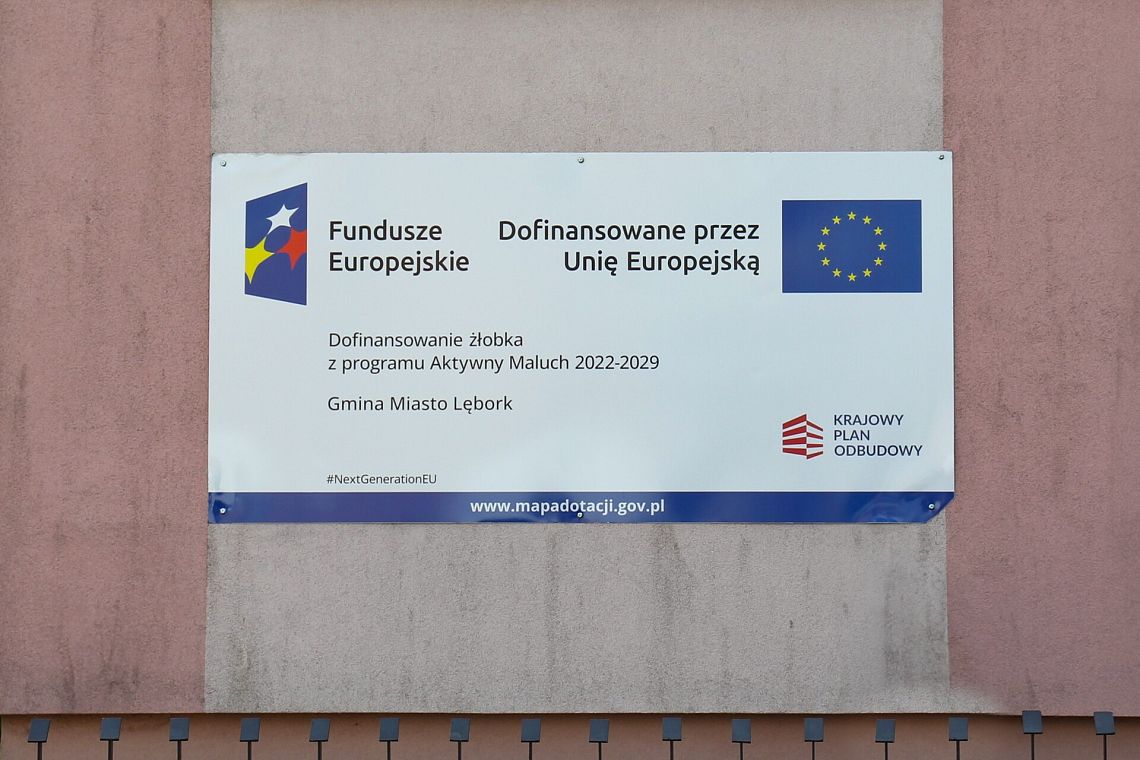 Fundusze
Europejskie
Dofinansowane przez
Unię Europejską
Dofinansowanie żłobka
z programu Aktywny Maluch 2022-2029
Gmina Miasto Lębork
KRAJOWY
PLAN
ODBUDOWY
#NextGenerationEU
www.mapadotacji.gov.pl